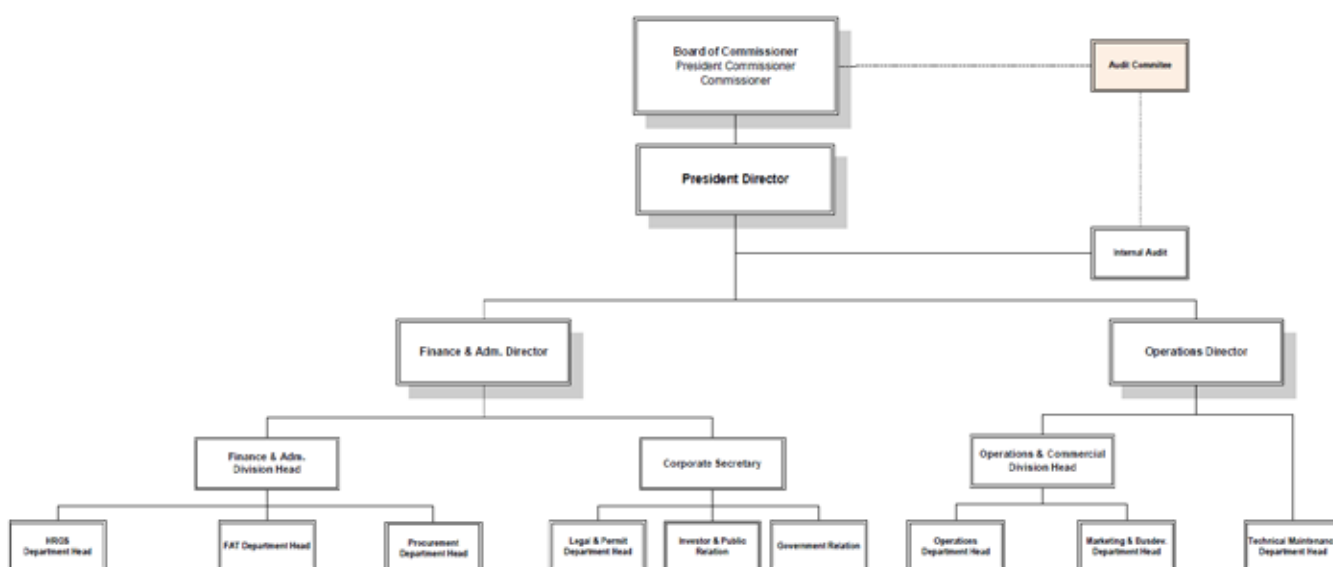 Board of Commissioner
President Commissioner
Commissioner
Audit Commitee
President Director
Internal Audit
Finance & Adm. Director
Operations Director
Finance & Adm.
Division Head
Corporate Secretary
Operations & Commercial
Division Head
HRGS
Department Head
FAT Department Head
Procurement
Department Head
Legal & Permit
Department Head
Investor & Public
Relation
Government Relation
Operations
Department Head
Marketing & Busdev.
Department Head
Technical Maintenance
Department Head